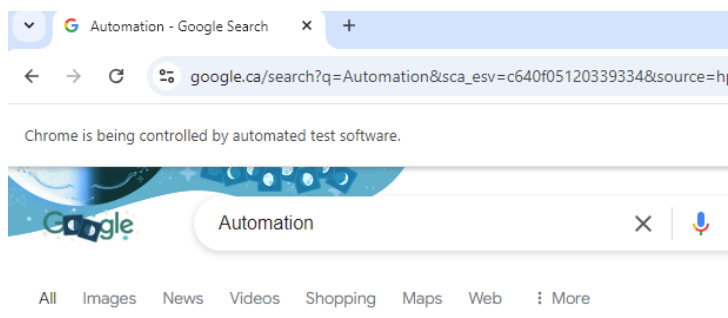 Automation - Google Search
google.ca/search?q=Automation&sca_esv=c640f05120339334&source=hp
Chrome is being controlled by automated test software.
Google Automation
All Images News Videos Shopping Maps Web More